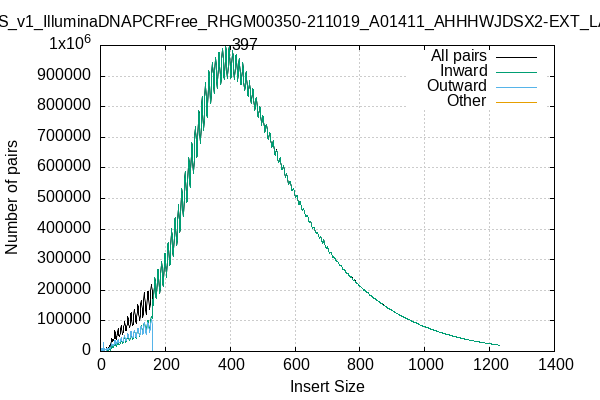 S_v1_IlluminaDNAPCRFree_RHGM00350-211019_A01411_AHHHWJDSX2-EXT_LA
1x10^6
397
All pairs
Inward
Outward
Other
900000
800000
700000
600000
500000
400000
300000
200000
100000
0
Number of pairs
0 200 400 600 800 1000 1200 1400
Insert Size